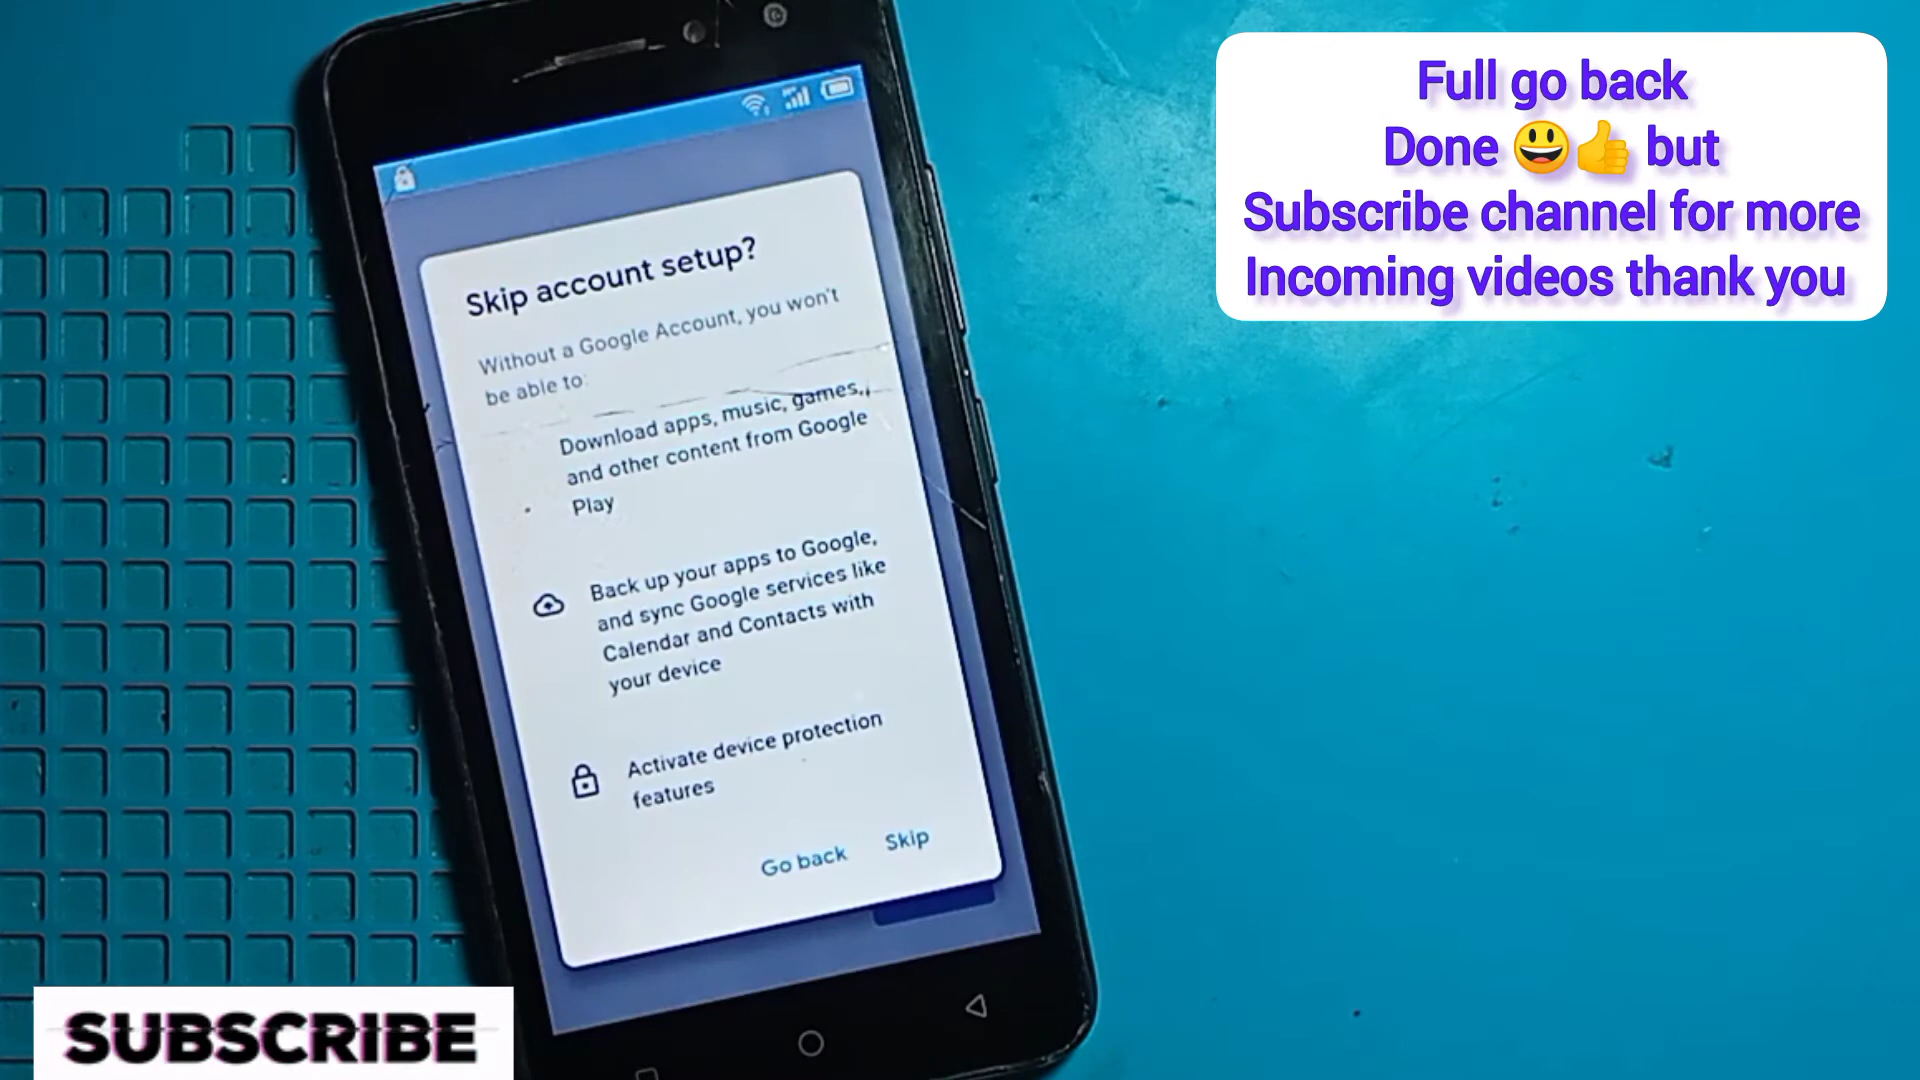 Full go back
Done 😃👍 but
Subscribe channel for more
Incoming videos thank you
Skip account setup?
Without a Google Account, you won't
be able to:
Download apps, music, games,
and other content from Google
Play
Back up your apps to Google,
and sync Google services like
Calendar and Contacts with
your device
Activate device protection
features
Go back Skip
SUBSCRIBE